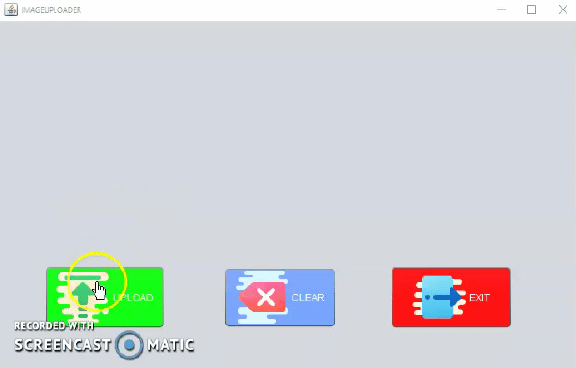 IMAGEUPLOADER
UPLOAD
CLEAR
EXIT
RECORDED WITH
SCREENCAST MATIC